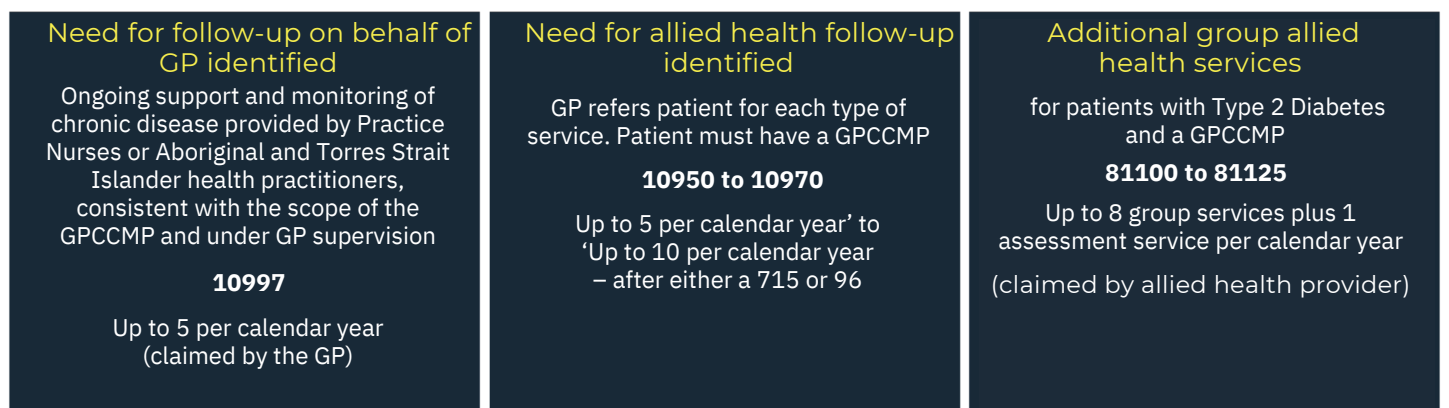 Need for follow-up on behalf of
GP identified
Ongoing support and monitoring of
chronic disease provided by Practice
Nurses or Aboriginal and Torres Strait
Islander health practitioners,
consistent with the scope of the
GPCCMP and under GP supervision
10997
Up to 5 per calendar year
(claimed by the GP)
Need for allied health follow-up
identified
GP refers patient for each type of
service. Patient must have a GPCCMP
10950 to 10970
Up to 5 per calendar year’ to
‘Up to 10 per calendar year
– after either a 715 or 96
Additional group allied
health services
for patients with Type 2 Diabetes
and a GPCCMP
81100 to 81125
Up to 8 group services plus 1
assessment service per calendar year
(claimed by allied health provider)